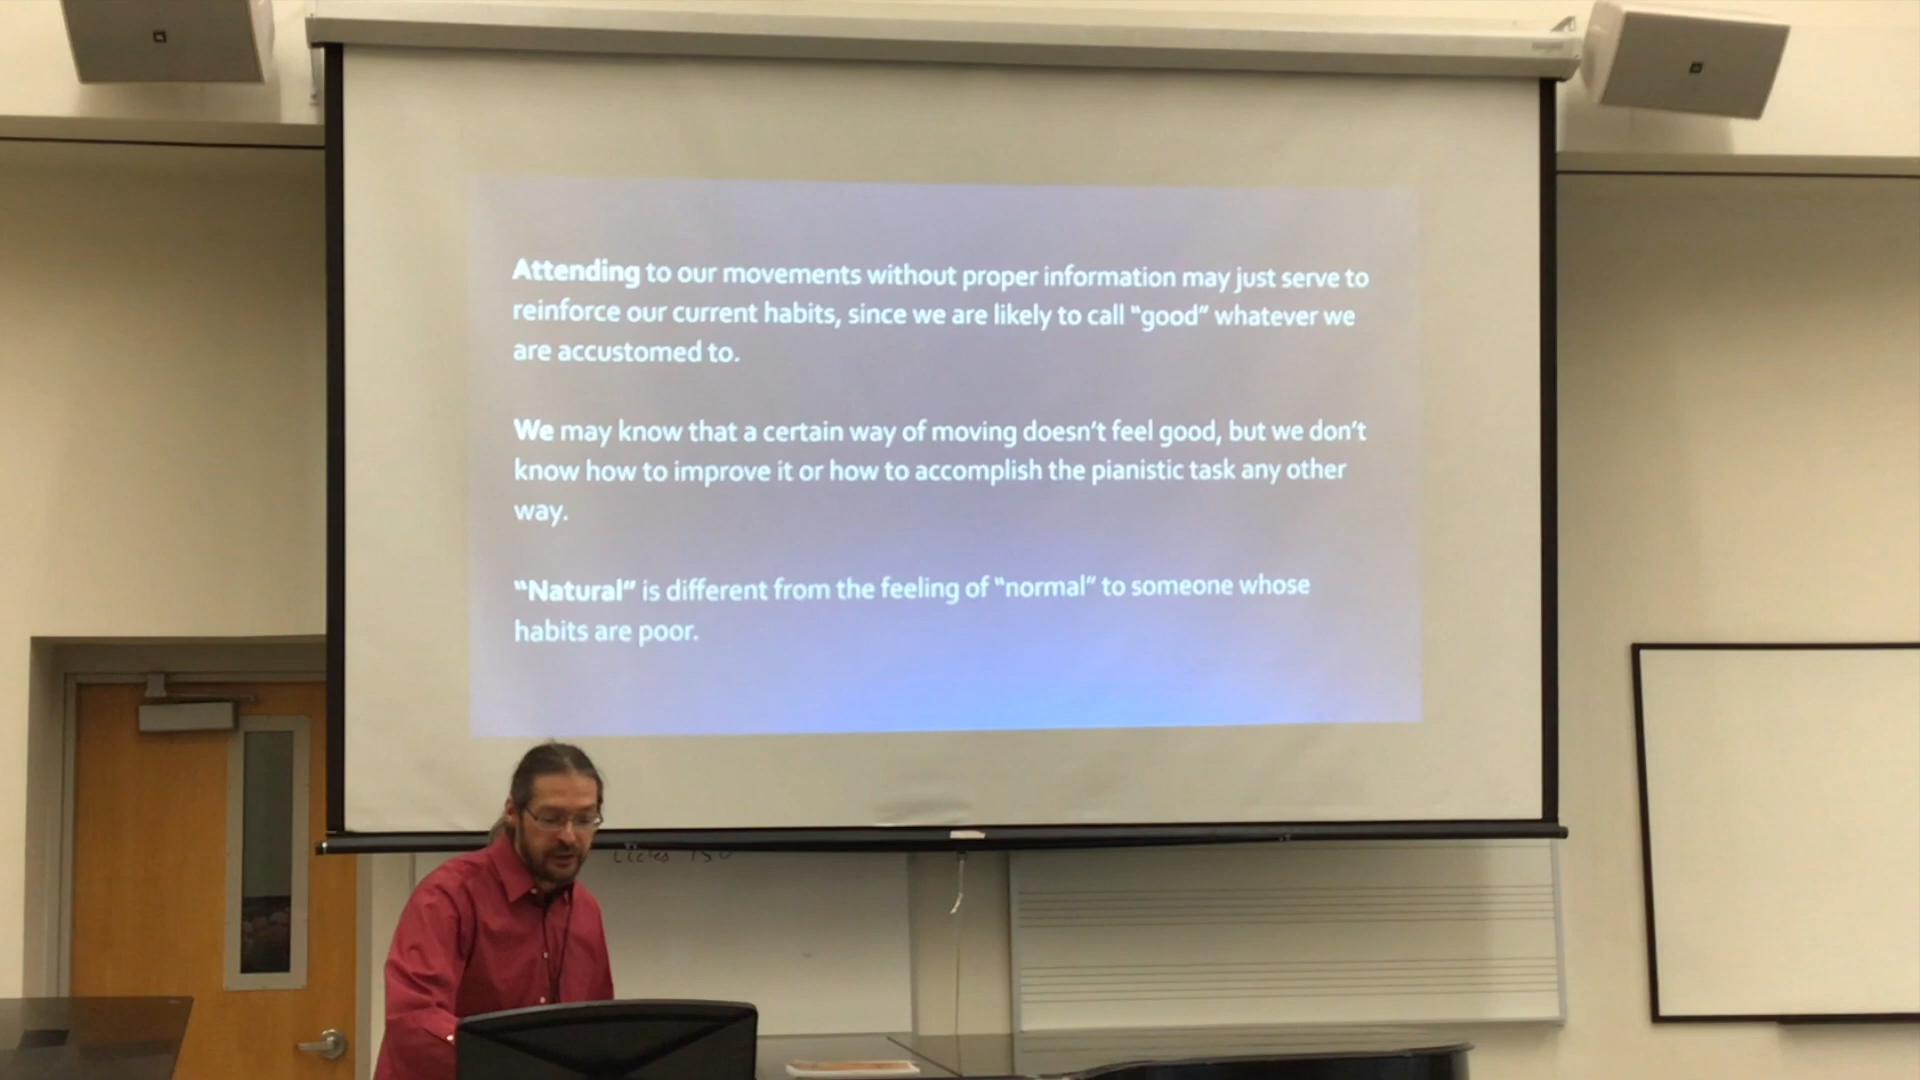 Attending to our movements without proper information may just serve to
reinforce our current habits, since we are likely to call “good” whatever we
are accustomed to.
We may know that a certain way of moving doesn’t feel good, but we don’t
know how to improve it or how to accomplish the pianistic task any other
way.
“Natural” is different from the feeling of “normal” to someone whose
habits are poor.